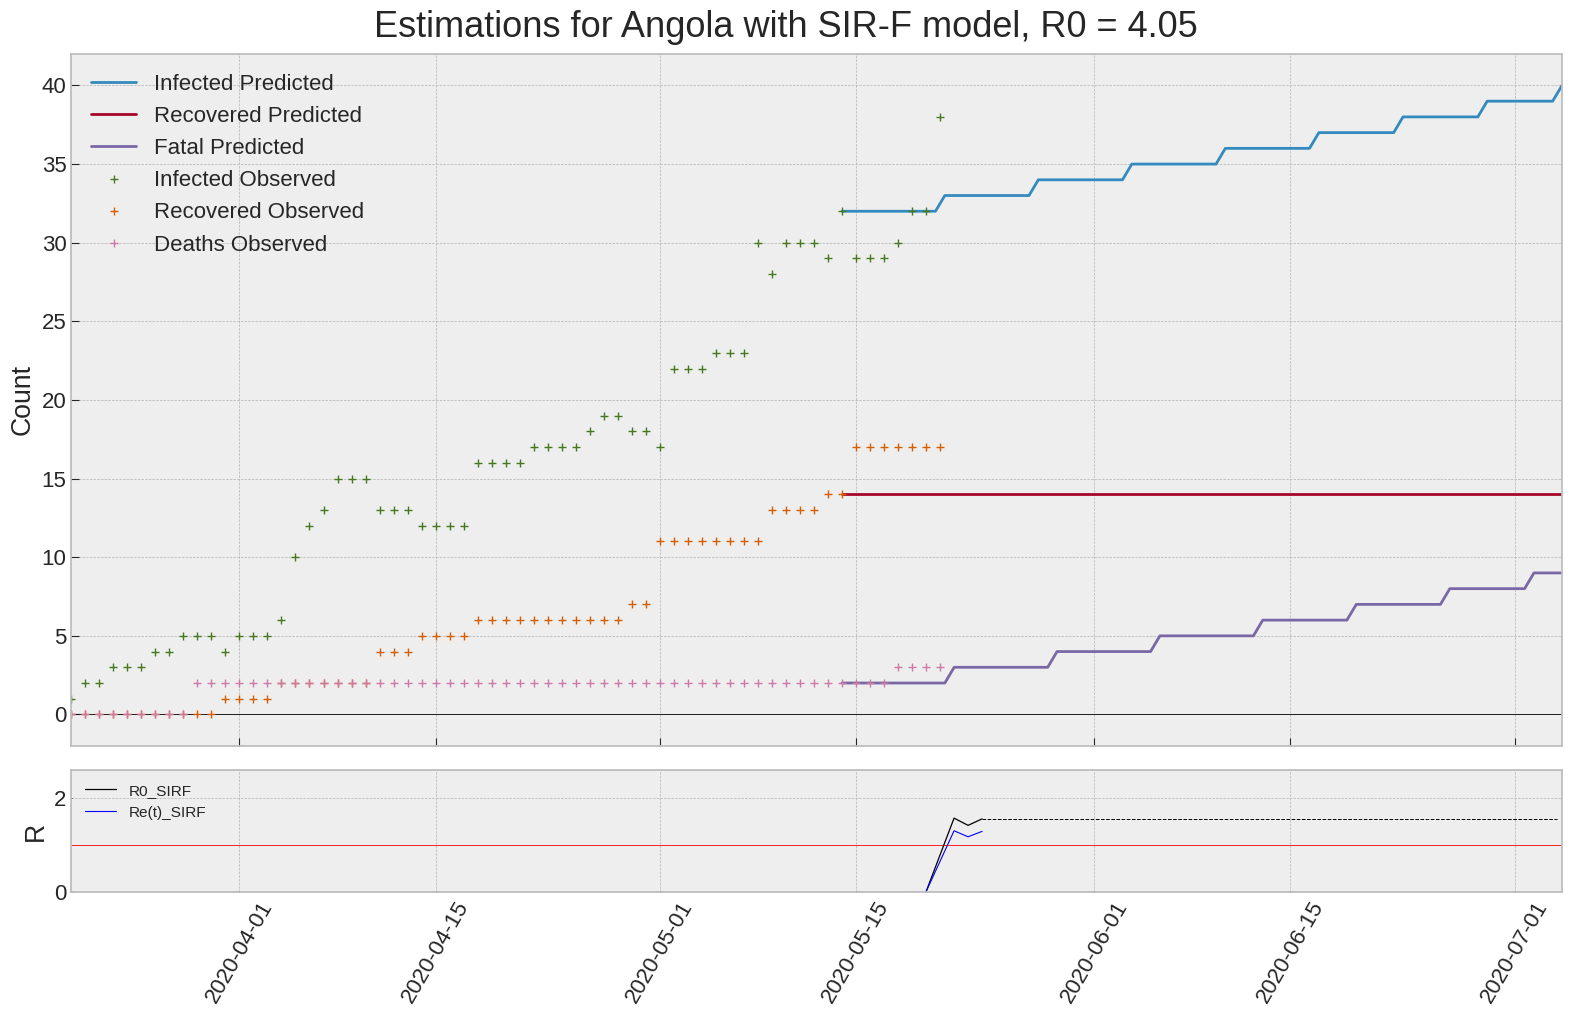 Estimations for Angola with SIR-F model, R0 = 4.05
Infected Predicted
Recovered Predicted
Fatal Predicted
Infected Observed
Recovered Observed
Deaths Observed
40
35
30
25
20
15
10
5
0
Count
R0_SIRF
Re(t)_SIRF
2
0
R
2020-04-01
2020-04-15
2020-05-01
2020-05-15
2020-06-01
2020-06-15
2020-07-01